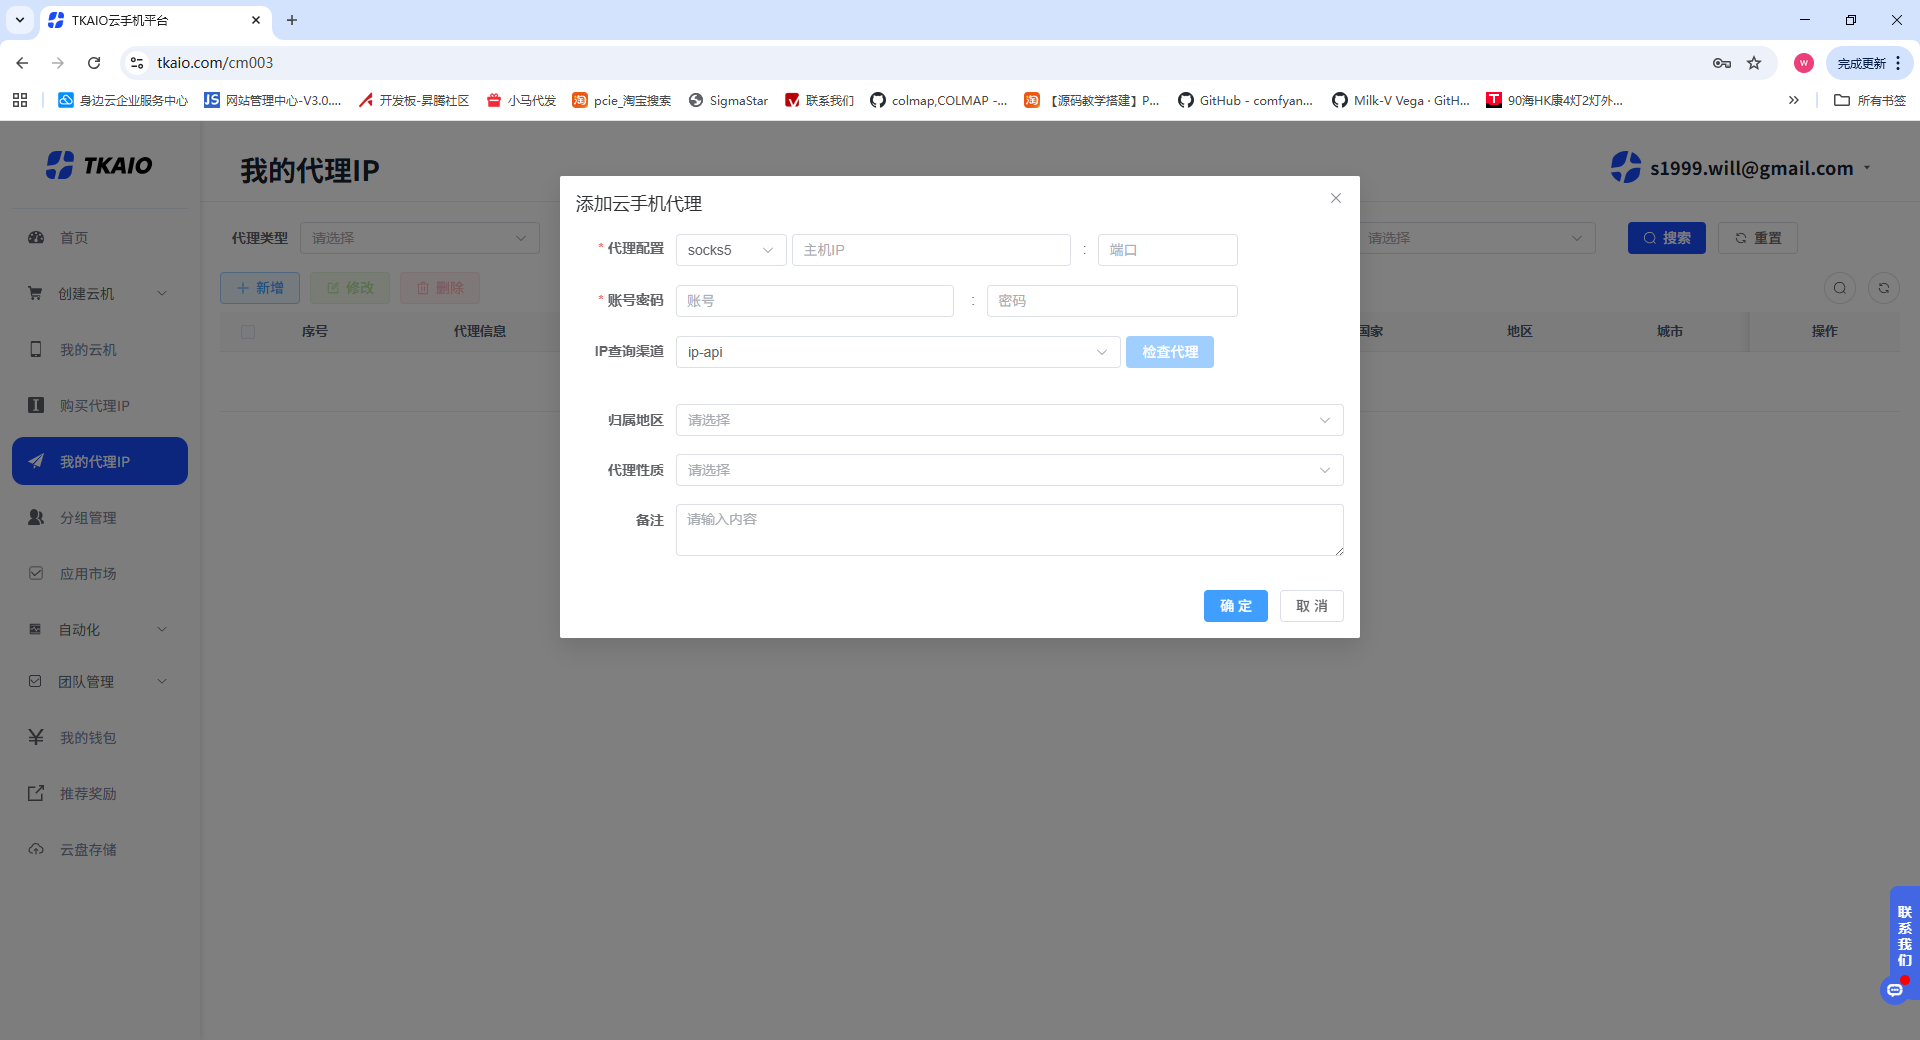 TKAIO云手机平台
tkaio.com/cm003
W
完成更新
身边云企业服务中心
网站管理中心-V3.0....
开发板-昇腾社区
小马代发
pcie_淘宝搜索
SigmaStar
联系我们
colmap,COLMAP -...
【源码教学搭建】P...
GitHub - comfyan...
Milk-V Vega · GitH...
90海HK康4灯2灯外...
所有书签
TKAIO
我的代理IP
s1999.will@gmail.com
首页
创建云机
我的云机
购买代理IP
我的代理IP
分组管理
应用市场
自动化
团队管理
我的钱包
推荐奖励
云盘存储
代理类型
请选择
请选择
搜索
重置
新增
修改
删除
序号
代理信息
国家
地区
城市
操作
添加云手机代理
* 代理配置
socks5
主机IP
:
端口
* 账号密码
账号
:
密码
IP查询渠道
ip-api
检查代理
归属地区
请选择
代理性质
请选择
备注
请输入内容
确 定
取 消
联系我们